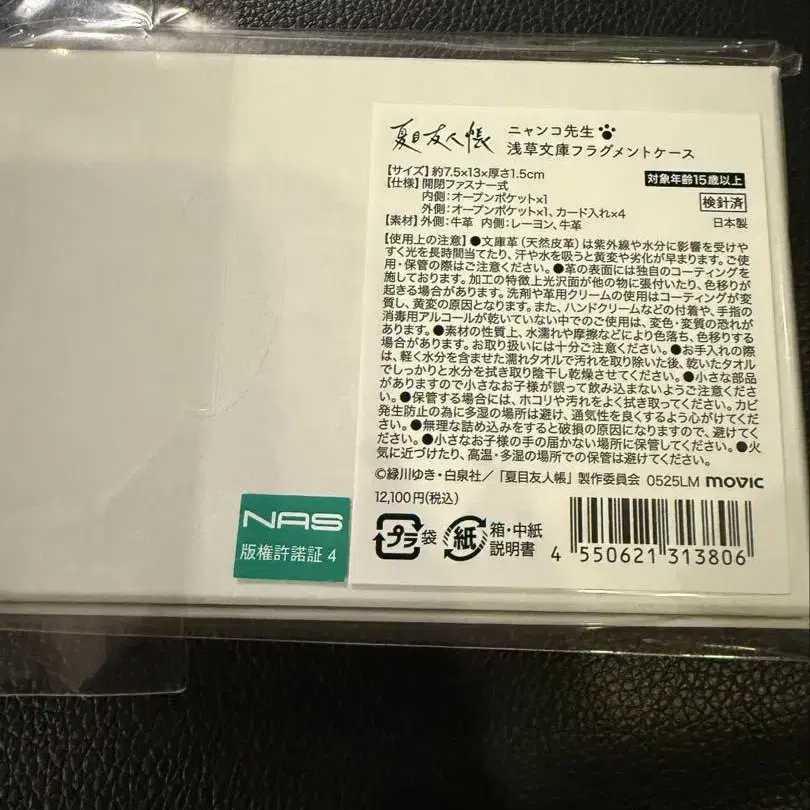 夏目友人帳 ニャンコ先生
浅草文庫フラグメントケース
【サイズ】約7.5×13×厚さ1.5cm
対象年齢15歳以上
【仕様】開閉ファスナー式
内側:オープンポケット×1
検針済
外側:オープンポケット×1、カード入れ×4
【素材】外側:牛革 内側:レーヨン、牛革
日本製
【使用上の注意】●文庫革(天然皮革)は紫外線や水分に影響を受けや
すく光を長時間当てたり、汗や水を吸うと黄変や劣化が早まります。ご使
用・保管の際はご注意ください。●革の表面には独自のコーティングを
施しております。加工の特徴上光沢面が他の物に張付いたり、色移りが
起きる場合があります。洗剤や革用クリームの使用はコーティングが変
質し、黄変の原因となります。また、ハンドクリームなどの付着や、手指の
消毒用アルコールが乾いていない中でのご使用は、変色・変質の恐れが
あります。●素材の性質上、水濡れや摩擦などにより色落ち、色移りする
場合があります。お取り扱いには十分ご注意ください。●お手入れの際
は、軽く水分を含ませた濡れタオルで汚れを取り除いた後、乾いたタオル
でしっかりと水分を拭き取り陰干し乾燥させてください。●小さな部品
がありますので小さなお子様が誤って飲み込まないようご注意くださ
い。●保管する場合には、ホコリや汚れをよく拭き取ってください。カビ
発生防止の為に多湿の場所は避け、通気性を良くするよう心がけてくだ
さい。●無理な詰め込みをすると破損の原因になりますので、避けてく
ださい。●小さなお子様の手の届かない場所に保管してください。●火
気に近づけたり、高温・多湿の場所での保管は避けてください。
©緑川ゆき・白泉社/「夏目友人帳」製作委員会 0525LM movic
12,100円(税込)
プラ 袋 紙 箱・中紙
説明書
4 550621 313806
NAS
版権許諾証 4